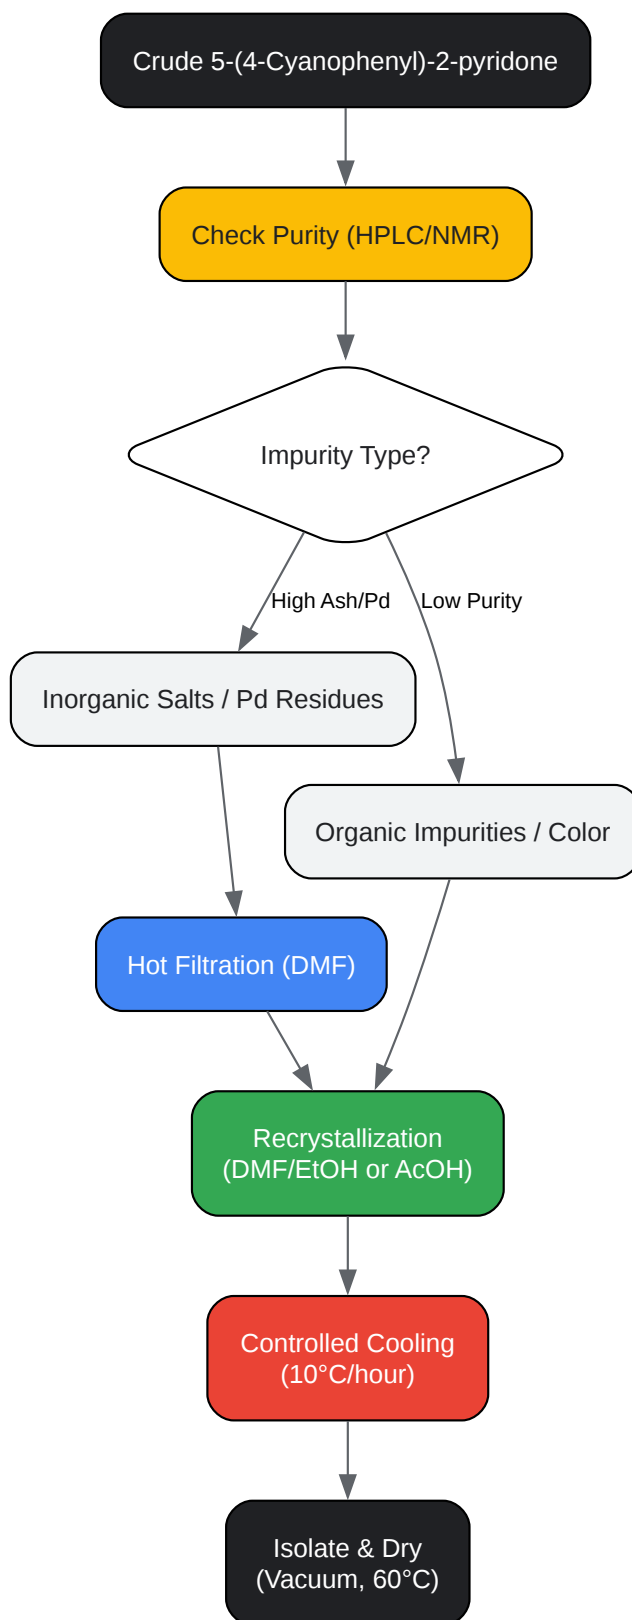 Crude 5-(4-Cyanophenyl)-2-pyridone
Check Purity (HPLC/NMR)
Impurity Type?
High Ash/Pd
Low Purity
Inorganic Salts / Pd Residues
Organic Impurities / Color
Hot Filtration (DMF)
Recrystallization
(DMF/EtOH or AcOH)
Controlled Cooling
(10°C/hour)
Isolate & Dry
(Vacuum, 60°C)